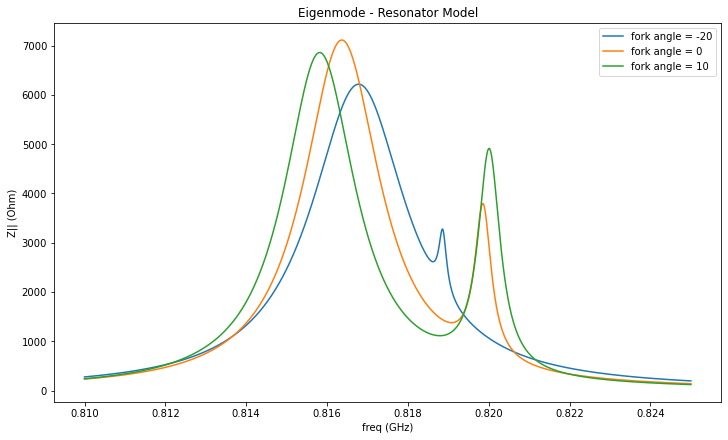 Eigenmode - Resonator Model
fork angle = -20
fork angle = 0
fork angle = 10
Z|| (Ohm)
7000
6000
5000
4000
3000
2000
1000
0
0.810 0.812 0.814 0.816 0.818 0.820 0.822 0.824
freq (GHz)